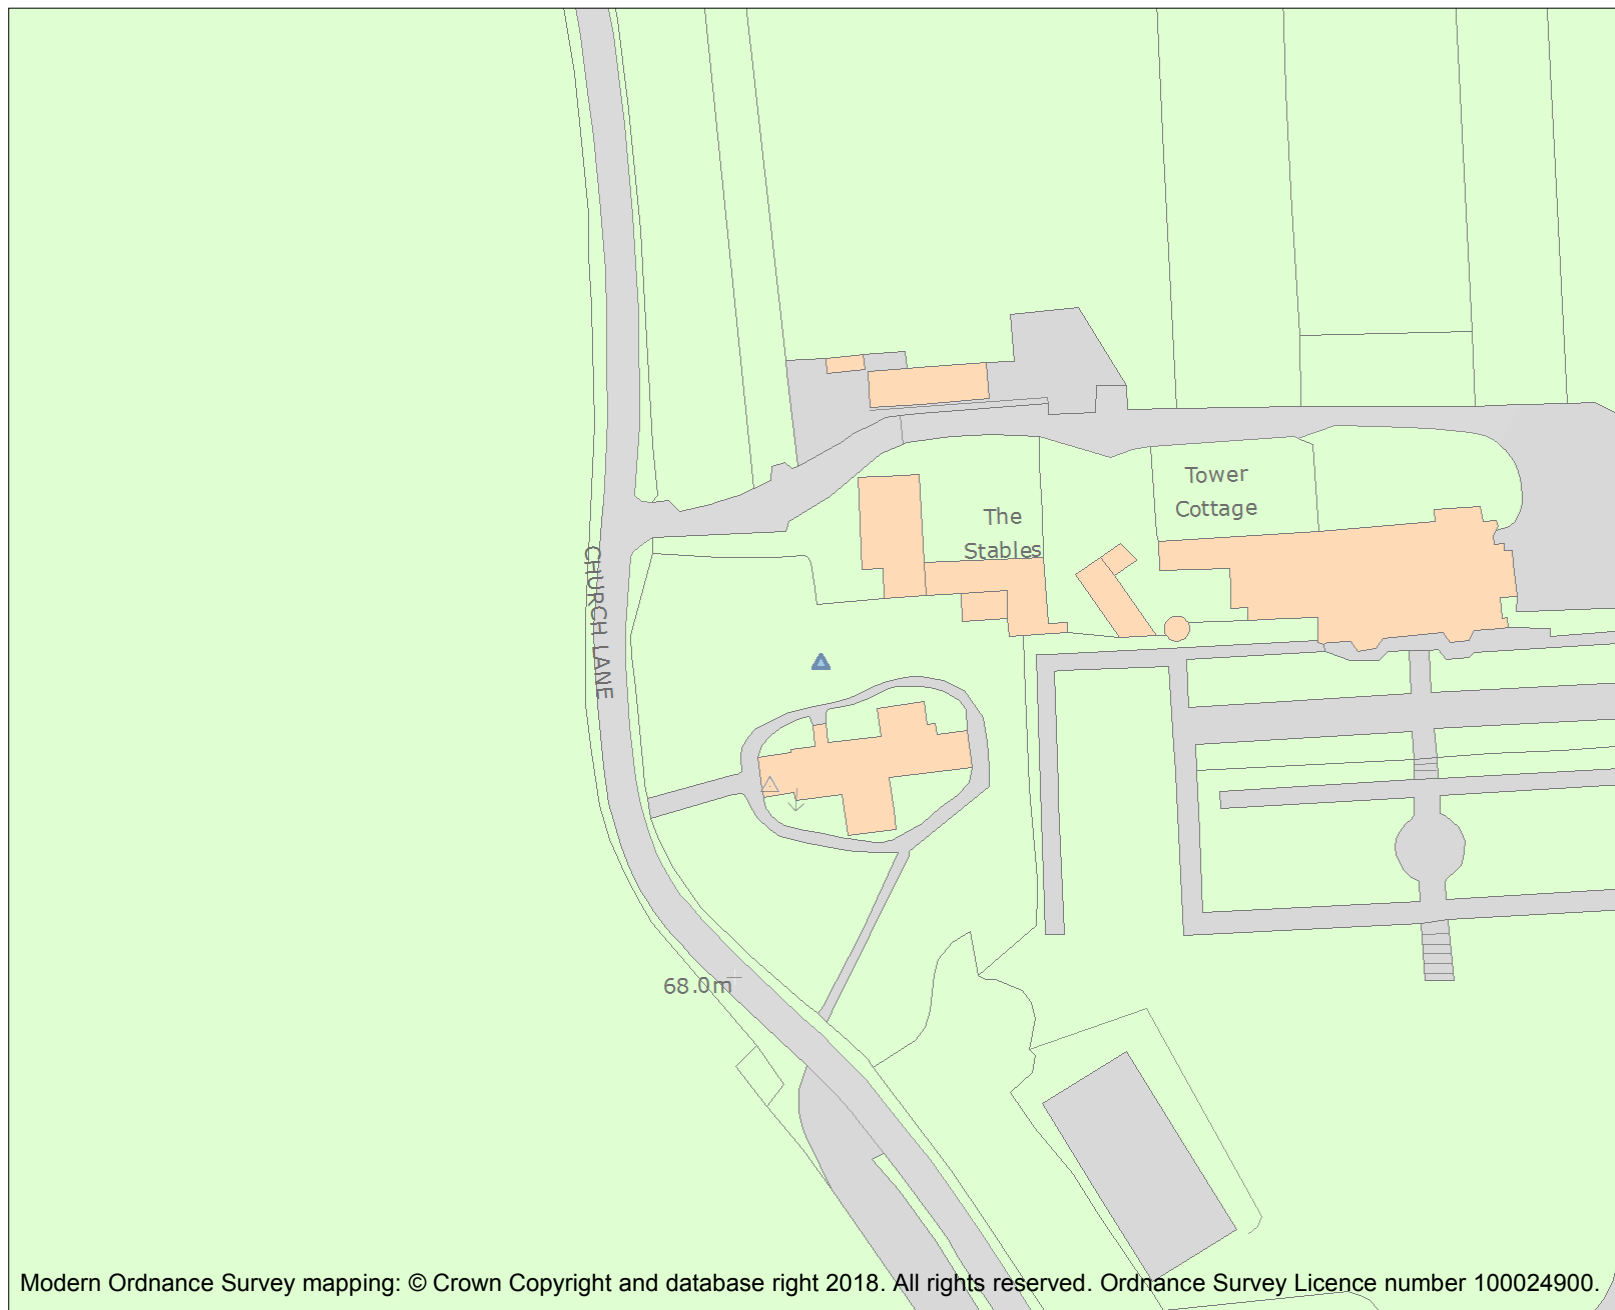 Tower
Cottage
The
Stables
CHURCH LANE
68.0m
Modern Ordnance Survey mapping: © Crown Copyright and database right 2018. All rights reserved. Ordnance Survey Licence number 100024900.